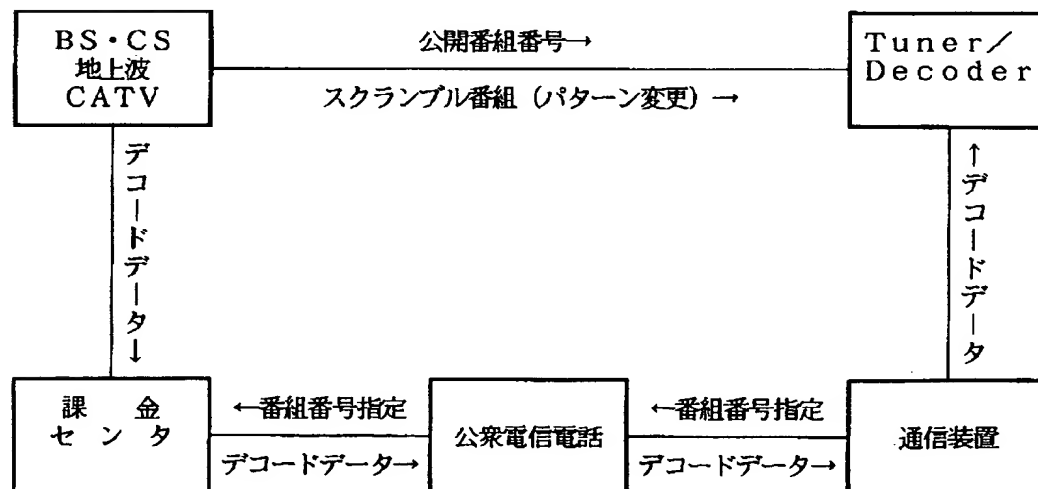 BS・CS
地上波
CATV
公開番組番号→
スクランブル番組（パターン変更）→
Tuner／
Decoder
デコードデータ↓
↑デコードデータ
課　金
センタ
←番組番号指定
デコードデータ→
公衆電信電話
←番組番号指定
デコードデータ→
通信装置